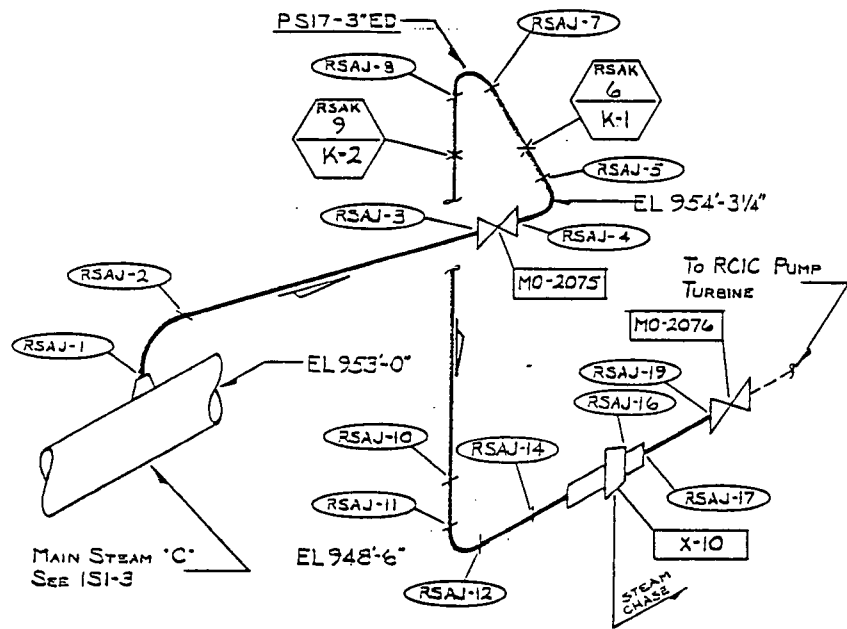 PS17-3"ED
RSAJ-7
RSAJ-8
RSAK
6
K-1
RSAK
9
K-2
RSAJ-5
RSAJ-3
EL 954'-3¼"
RSAJ-4
RSAJ-2
MO-2075
To RCIC PUMP
TURBINE
MO-2076
RSAJ-1
EL 953'-0"
RSAJ-19
RSAJ-16
RSAJ-10
RSAJ-14
RSAJ-17
RSAJ-11
MAIN STEAM "C"
SEE ISI-3
EL 948'-6"
X-10
RSAJ-12
STEAM
CHASE